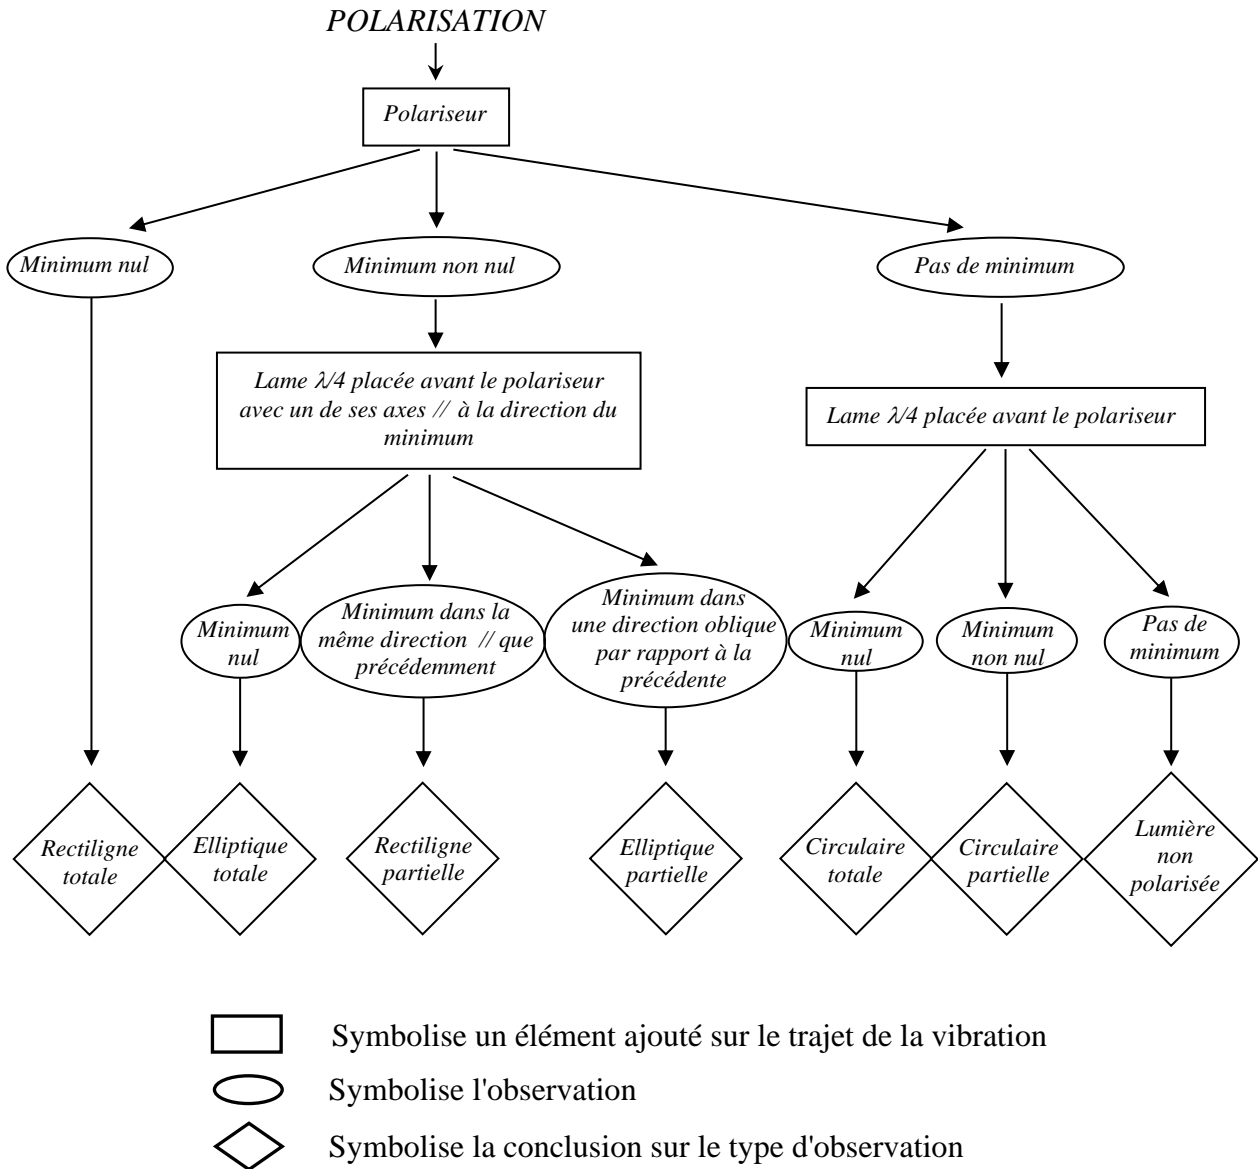 POLARISATION
Polariseur
Minimum nul
Minimum non nul
Pas de minimum
Lame λ/4 placée avant le polariseur
avec un de ses axes // à la direction du
minimum
Lame λ/4 placée avant le polariseur
Minimum
nul
Minimum dans la
même direction // que
précédemment
Minimum dans
une direction oblique
par rapport à la
précédente
Minimum
nul
Minimum
non nul
Pas de
minimum
Rectiligne
totale
Elliptique
totale
Rectiligne
partielle
Elliptique
partielle
Circulaire
totale
Circulaire
partielle
Lumière
non
polarisée
Symbolise un élément ajouté sur le trajet de la vibration
Symbolise l'observation
Symbolise la conclusion sur le type d'observation